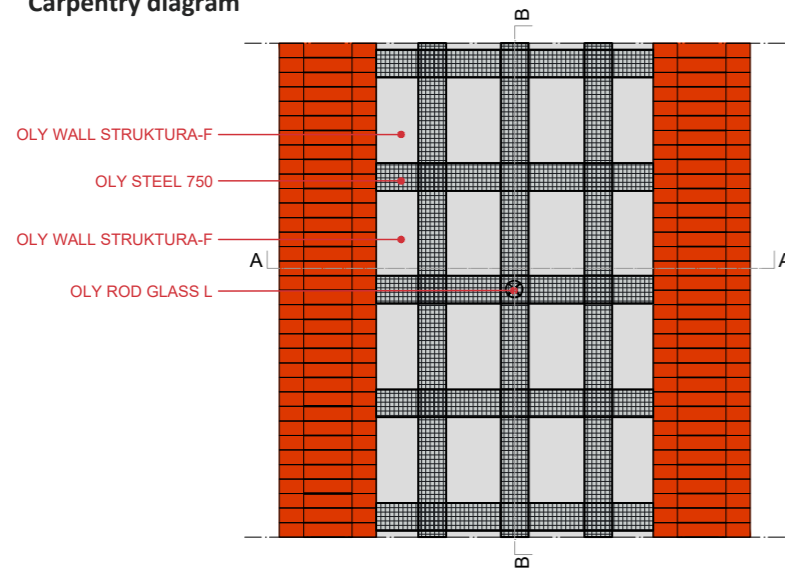 Carpentry diagram
B
OLY WALL STRUKTURA-F
OLY STEEL 750
OLY WALL STRUKTURA-F
A
A
OLY ROD GLASS L
B